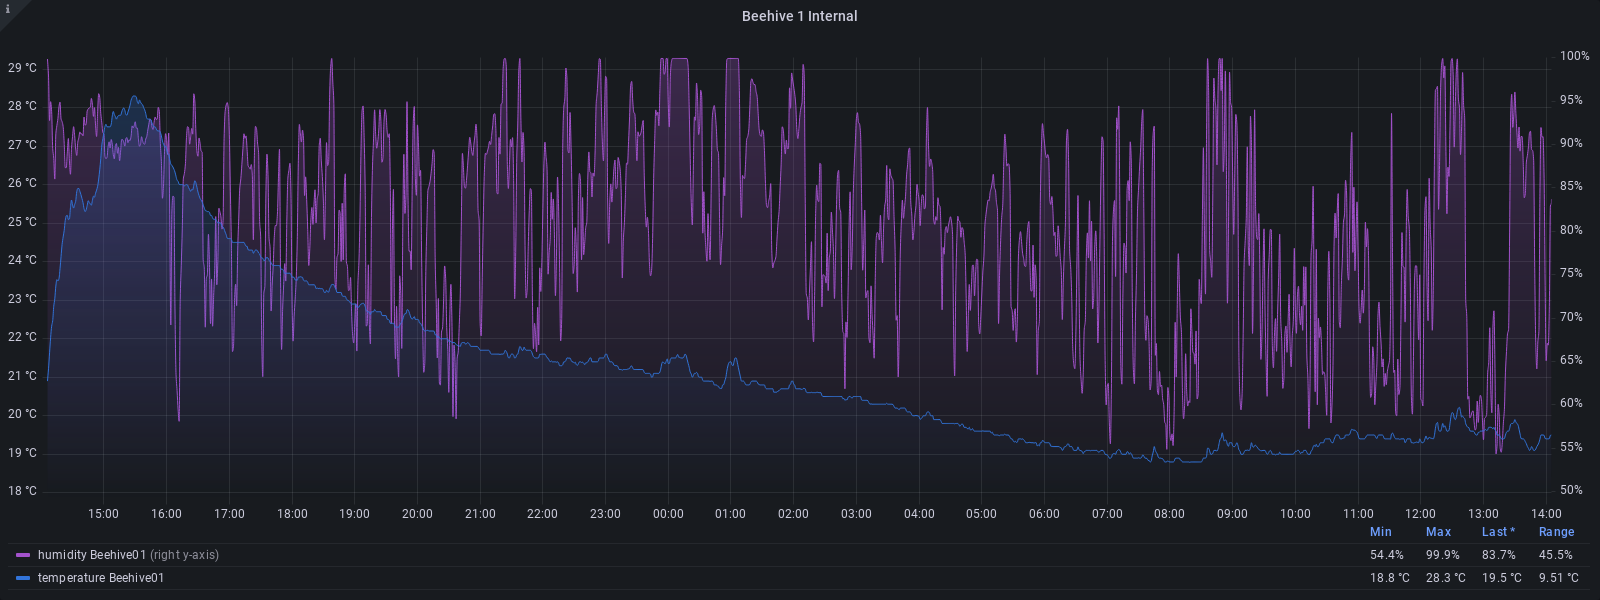 i
Beehive 1 Internal
29 °C
28 °C
27 °C
26 °C
25 °C
24 °C
23 °C
22 °C
21 °C
20 °C
19 °C
18 °C
100%
95%
90%
85%
80%
75%
70%
65%
60%
55%
50%
15:00 16:00 17:00 18:00 19:00 20:00 21:00 22:00 23:00 00:00 01:00 02:00 03:00 04:00 05:00 06:00 07:00 08:00 09:00 10:00 11:00 12:00 13:00 14:00
Min Max Last * Range
humidity Beehive01 (right y-axis) 54.4% 99.9% 83.7% 45.5%
temperature Beehive01 18.8 °C 28.3 °C 19.5 °C 9.51 °C